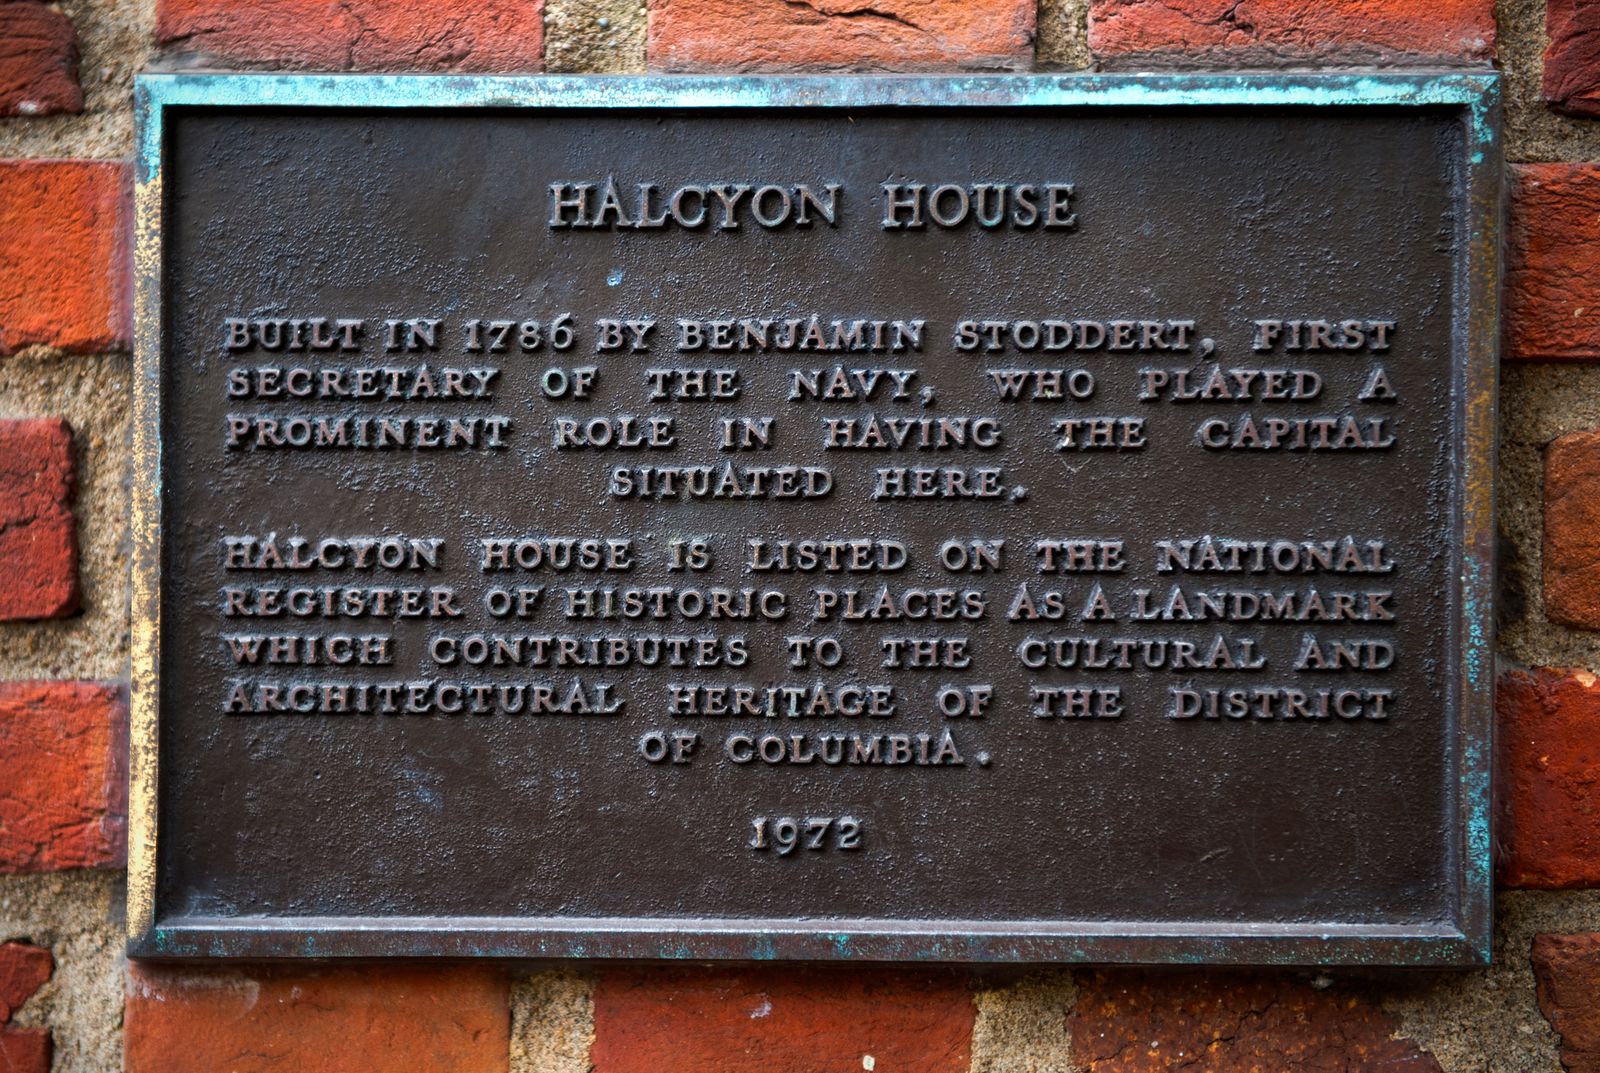 HALCYON HOUSE
BUILT IN 1786 BY BENJAMIN STODDERT, FIRST
SECRETARY OF THE NAVY, WHO PLAYED A
PROMINENT ROLE IN HAVING THE CAPITAL
SITUATED HERE.
HALCYON HOUSE IS LISTED ON THE NATIONAL
REGISTER OF HISTORIC PLACES AS A LANDMARK
WHICH CONTRIBUTES TO THE CULTURAL AND
ARCHITECTURAL HERITAGE OF THE DISTRICT
OF COLUMBIA.
1972